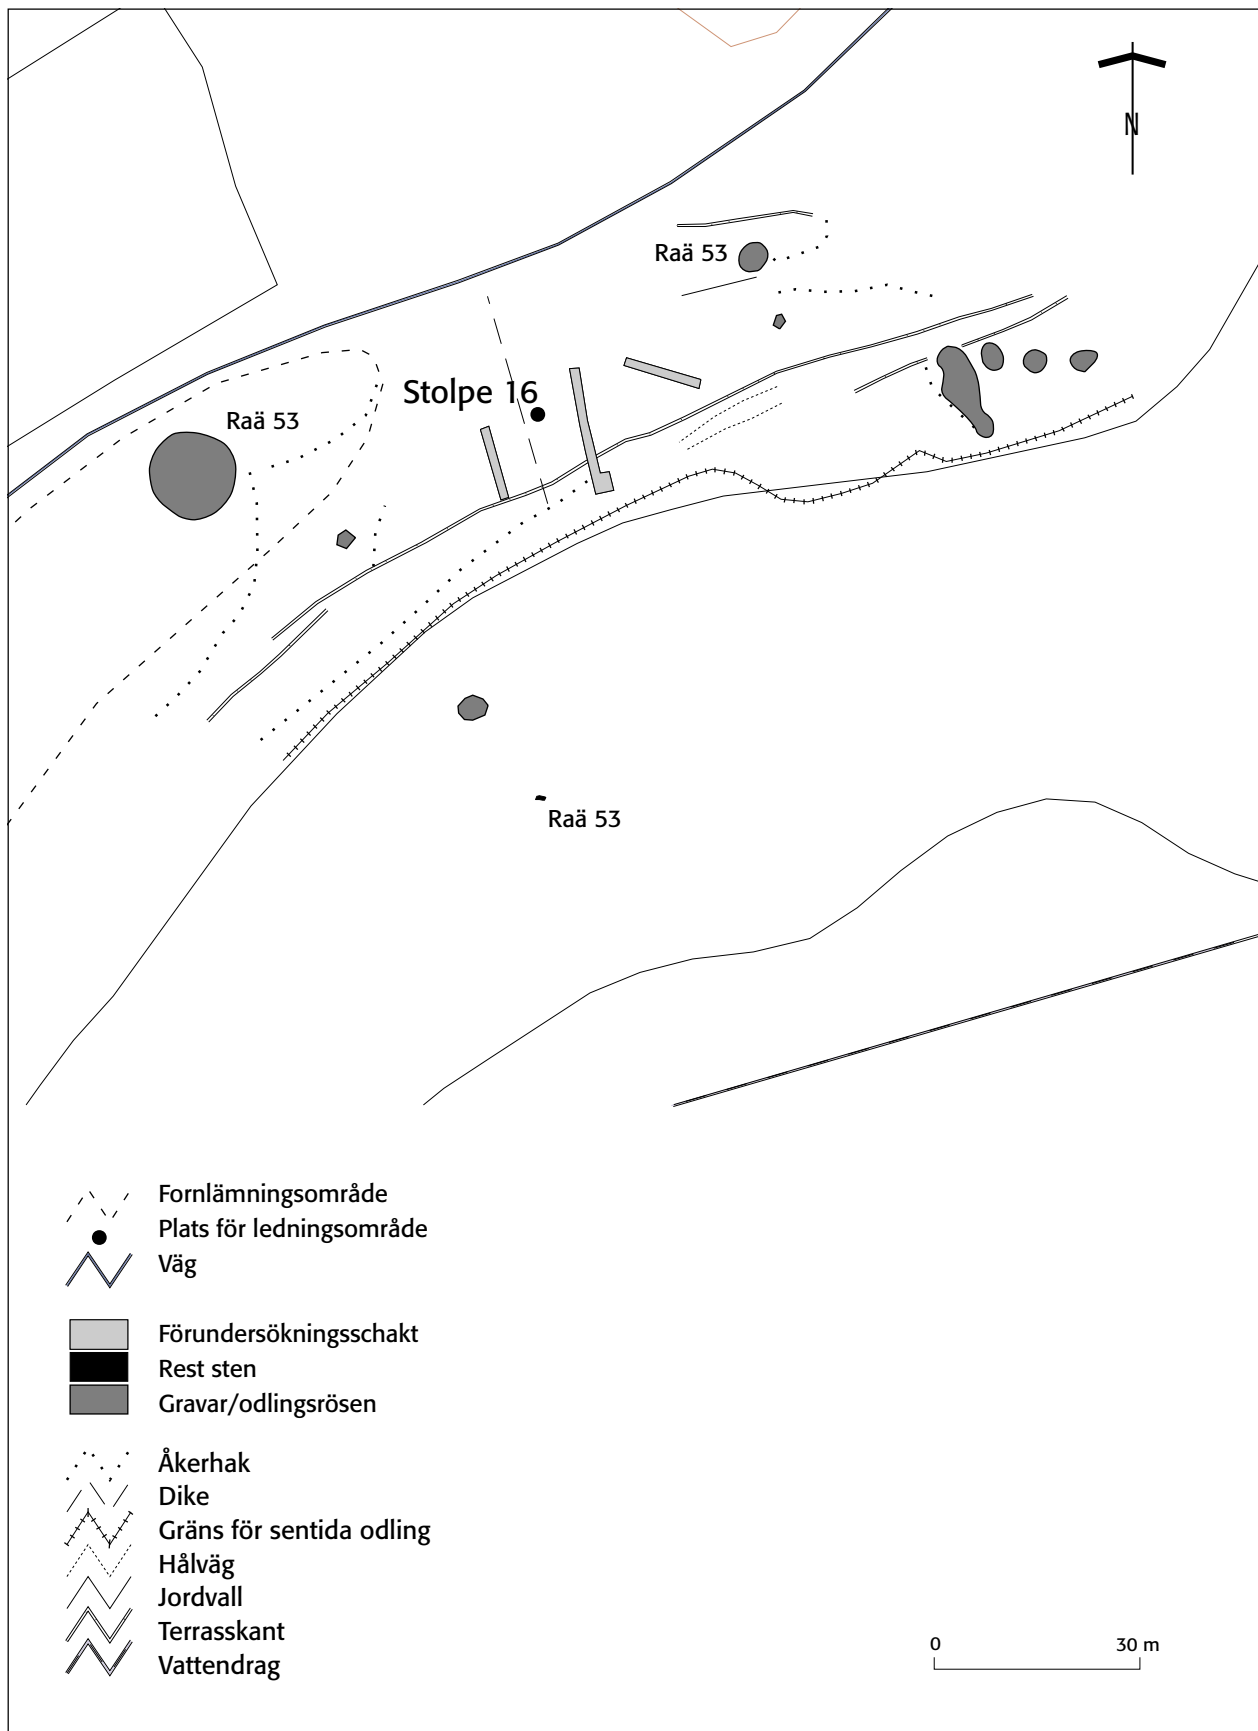 N
Raä 53
Stolpe 16
Raä 53
Raä 53
Fornlämningsområde
Plats för ledningsområde
Väg
Förundersökningsschakt
Rest sten
Gravar/odlingsrösen
Åkerhak
Dike
Gräns för sentida odling
Hålväg
Jordvall
Terrasskant
Vattendrag
0 30 m